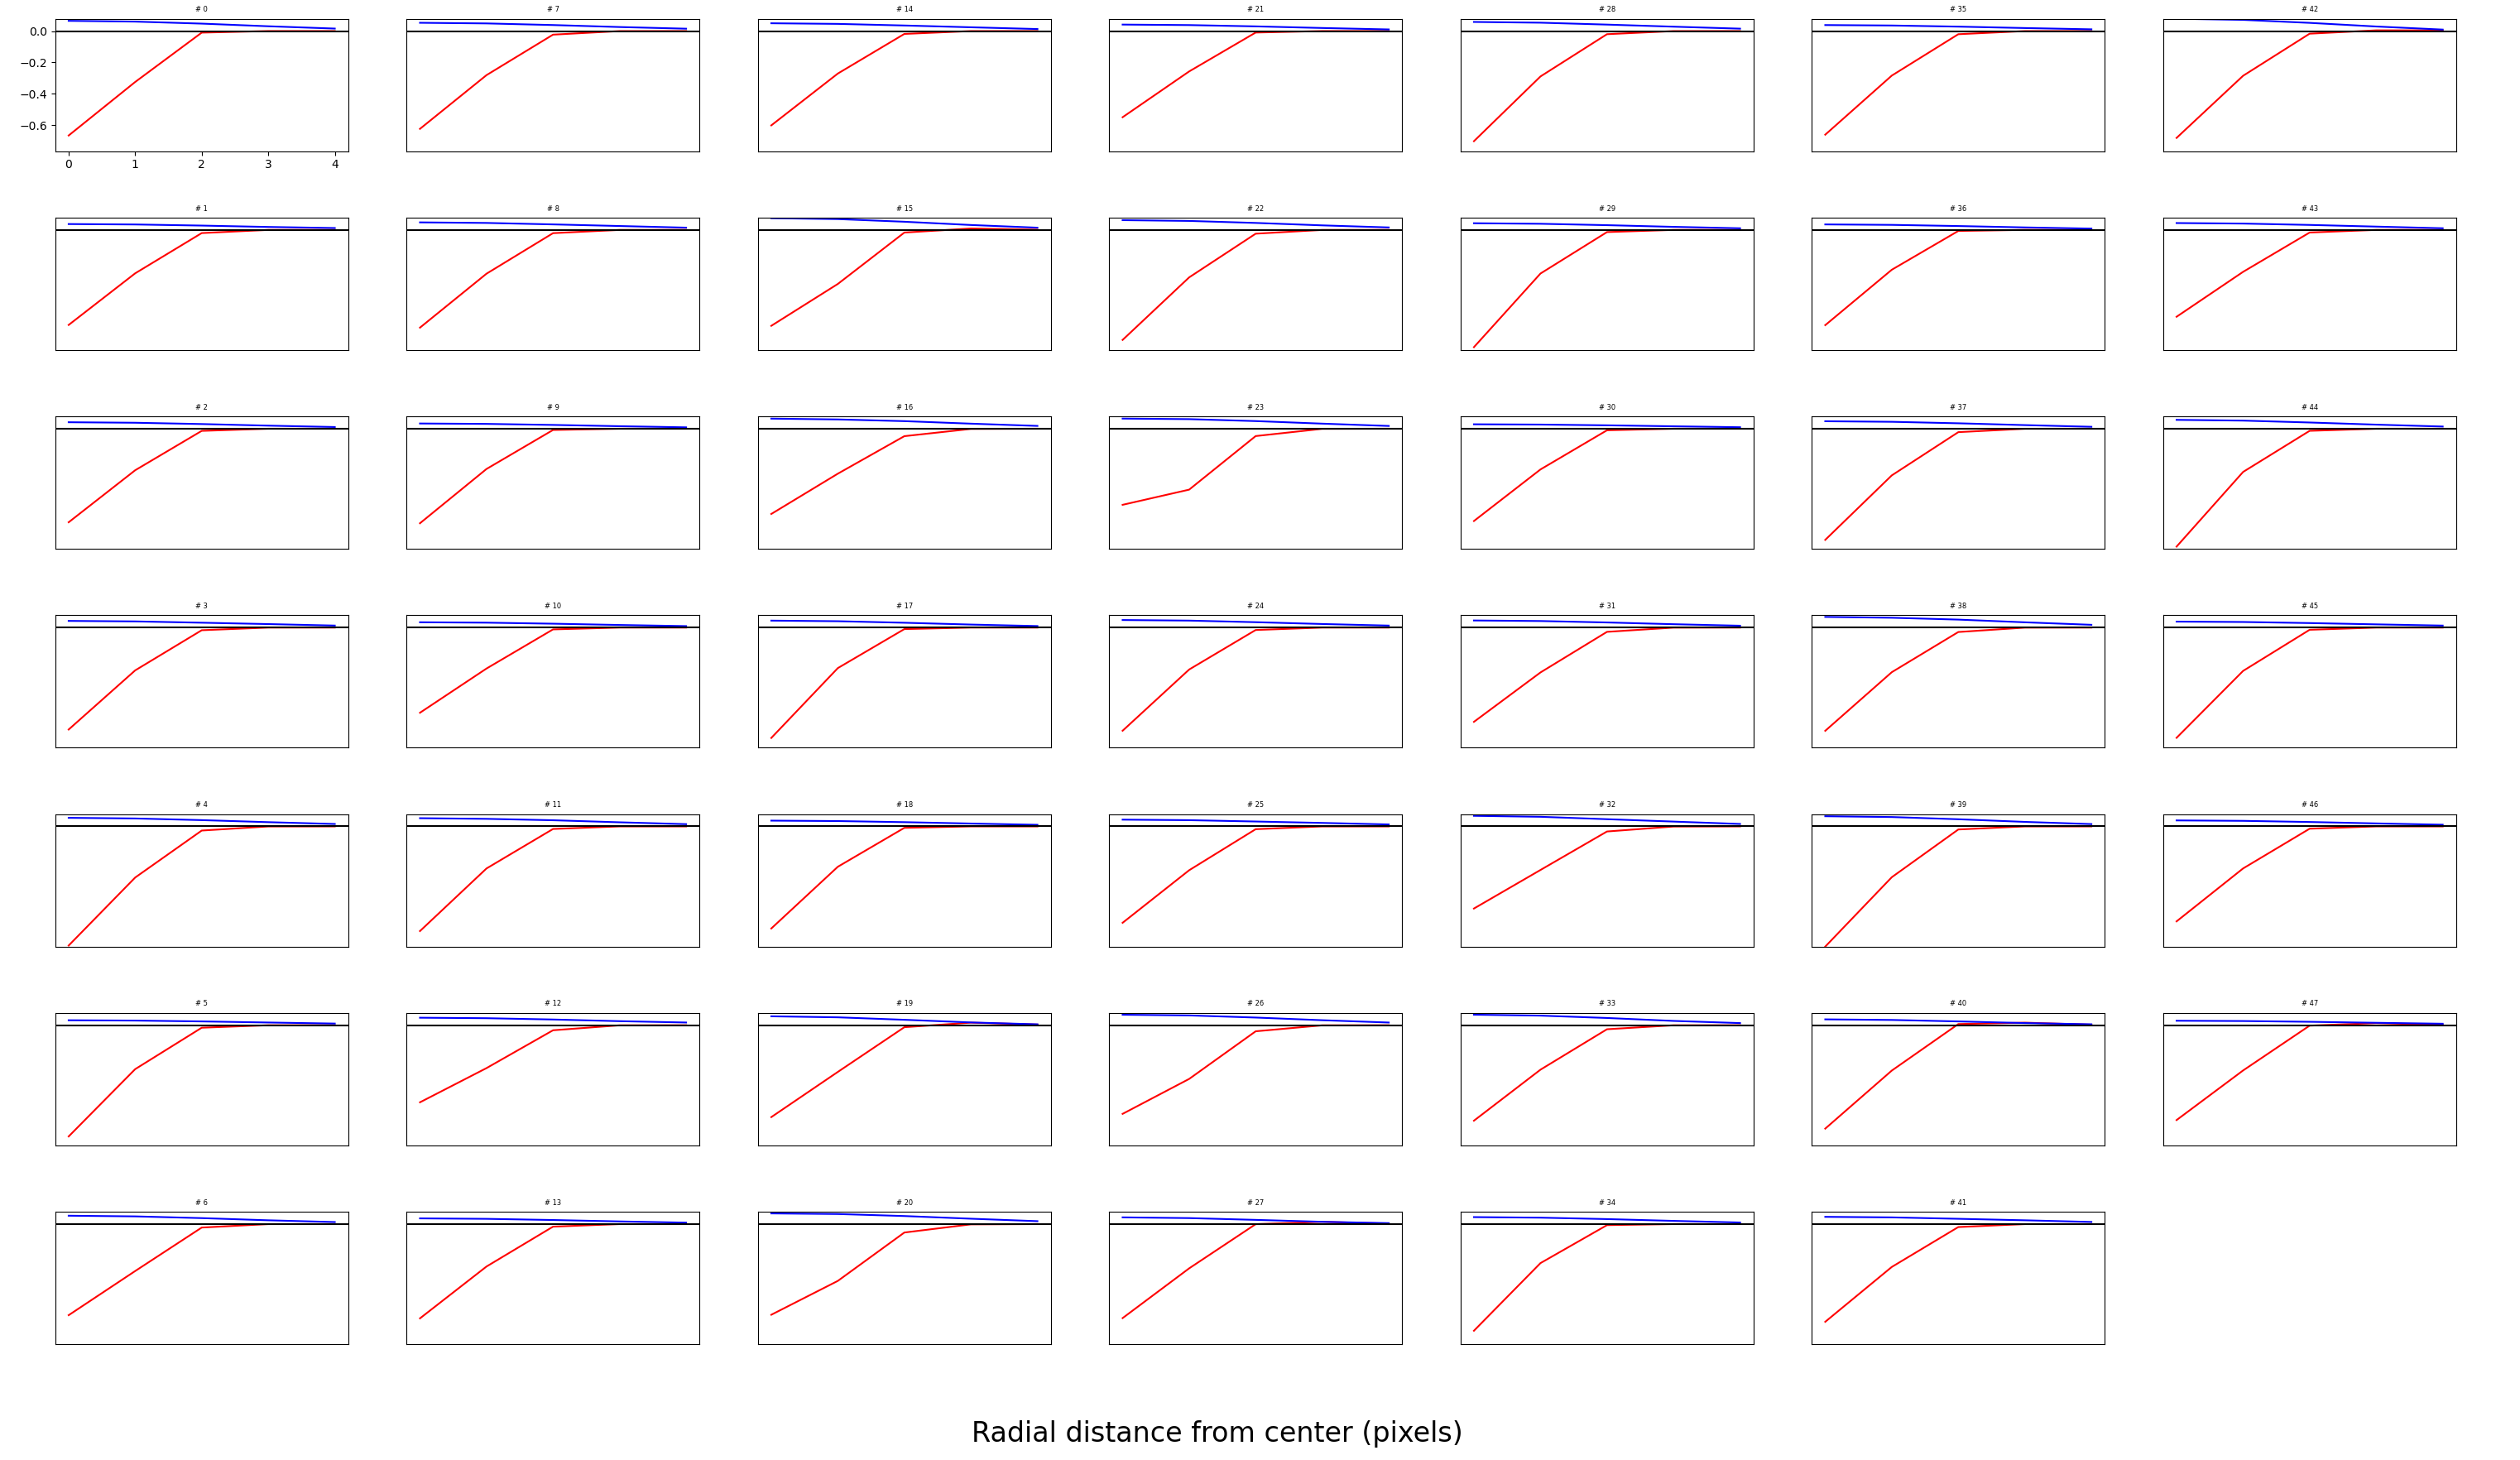 # 0 # 7 # 14 # 21 # 28 # 35 # 42
0.0
−0.2
−0.4
−0.6
0 1 2 3 4
# 1 # 8 # 15 # 22 # 29 # 36 # 43
# 2 # 9 # 16 # 23 # 30 # 37 # 44
# 3 # 10 # 17 # 24 # 31 # 38 # 45
# 4 # 11 # 18 # 25 # 32 # 39 # 46
# 5 # 12 # 19 # 26 # 33 # 40 # 47
# 6 # 13 # 20 # 27 # 34 # 41
Radial distance from center (pixels)